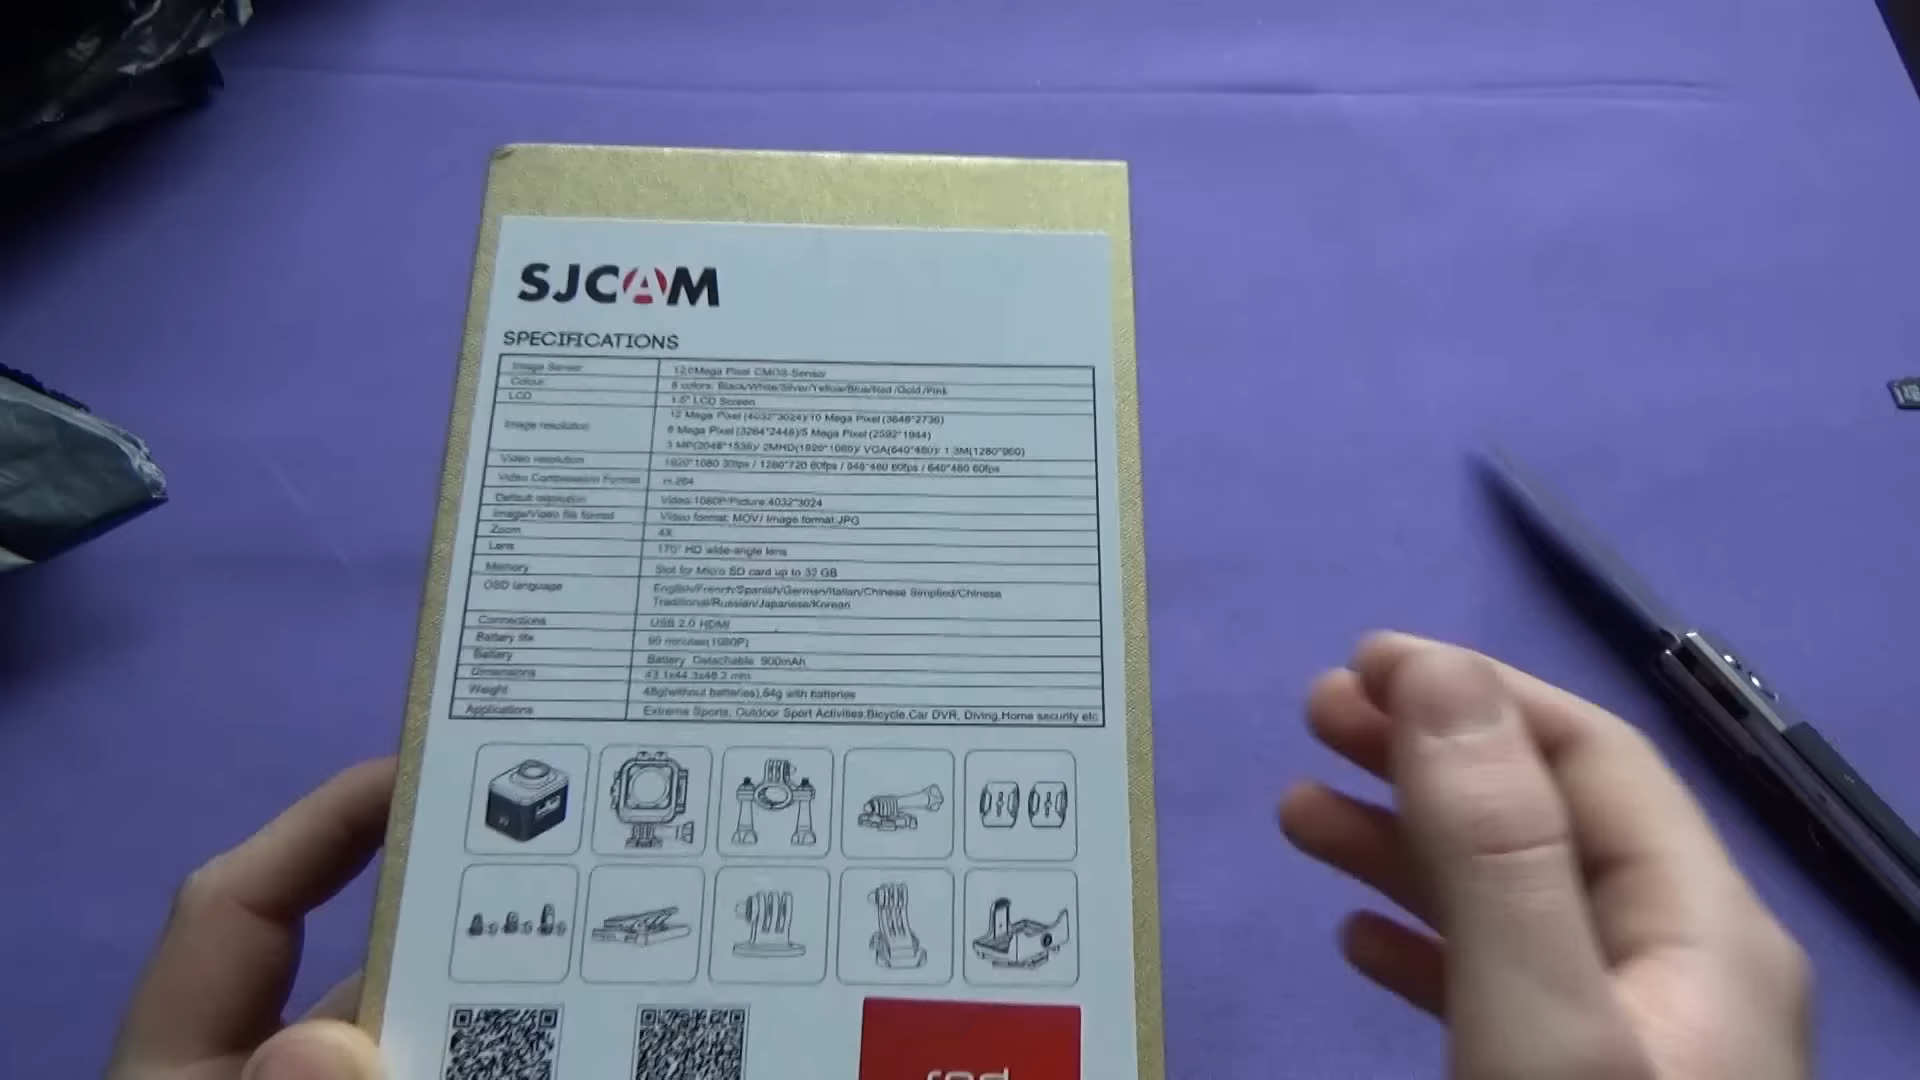 SJCAM
SPECIFICATIONS
Image Sensor 12.0Mega Pixel CMOS-Sensor
Colour 8 colors: Black/White/Silver/Yellow/Blue/Red /Gold /Pink
LCD 1.5" LCD Screen
Image resolution 12 Mega Pixel (4032*3024)/10 Mega Pixel (3648*2736)
8 Mega Pixel (3264*2448)/5 Mega Pixel (2592*1944)
3 MP(2048*1536)/ 2MHD(1920*1080)/ VGA(640*480)/ 1.3M(1280*960)
Video resolution 1920*1080 30fps / 1280*720 60fps / 848*480 60fps / 640*480 60fps
Video Compression Format H.264
Default resolution Video:1080P/Picture:4032*3024
Image/Video file format Video format: MOV/ Image format:JPG
Zoom 4X
Lens 170° HD wide-angle lens
Memory Slot for Micro SD card up to 32 GB
OSD language English/French/Spanish/German/Italian/Chinese Simplied/Chinese
Traditional/Russian/Japanese/Korean
Connections USB 2.0 HDMI
Battery life 90 minutes(1080P)
Battery Battery Detachable 900mAh
Dimensions
Weight 48g(without batteries),64g with batteries
Applications Extreme Sports, Outdoor Sport Activities,Bicycle,Car DVR, Diving,Home security etc